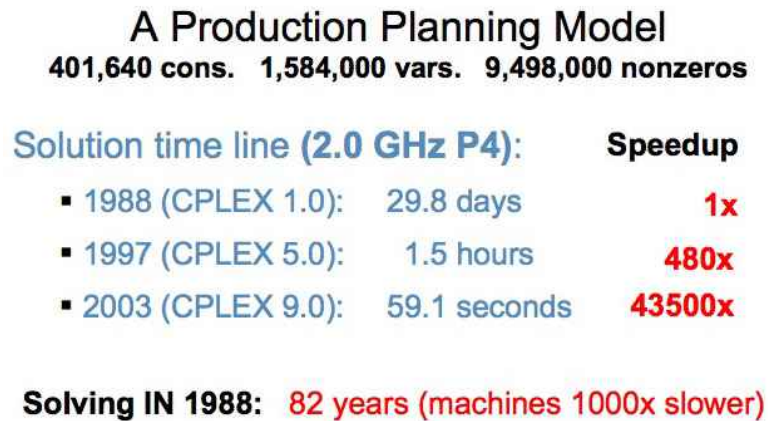 A Production Planning Model
401,640 cons. 1,584,000 vars. 9,498,000 nonzeros
Solution time line (2.0 GHz P4): Speedup
▪ 1988 (CPLEX 1.0): 29.8 days 1x
▪ 1997 (CPLEX 5.0): 1.5 hours 480x
▪ 2003 (CPLEX 9.0): 59.1 seconds 43500x
Solving IN 1988: 82 years (machines 1000x slower)